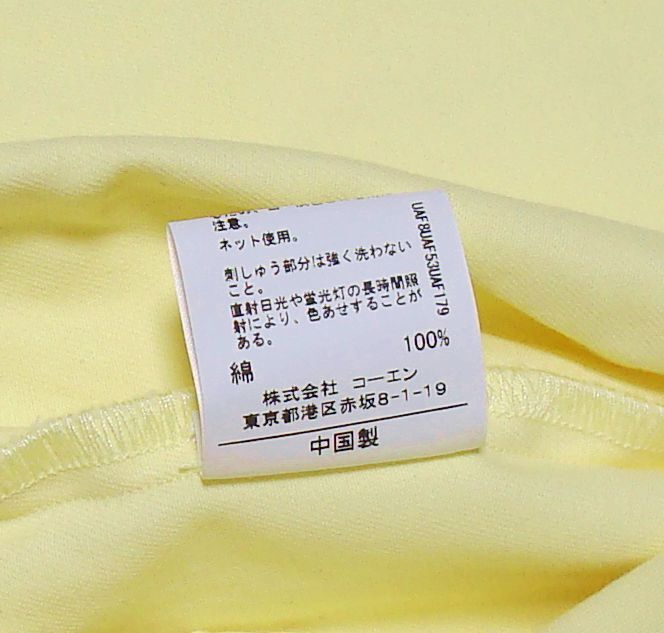 注意。
ネット使用。
刺しゅう部分は強く洗わない
こと。
直射日光や蛍光灯の長時間照
射により、色あせすることが
ある。
綿 100%
株式会社 コーエン
東京都港区赤坂8-1-19
中国製
UAF8UAF53UMF179